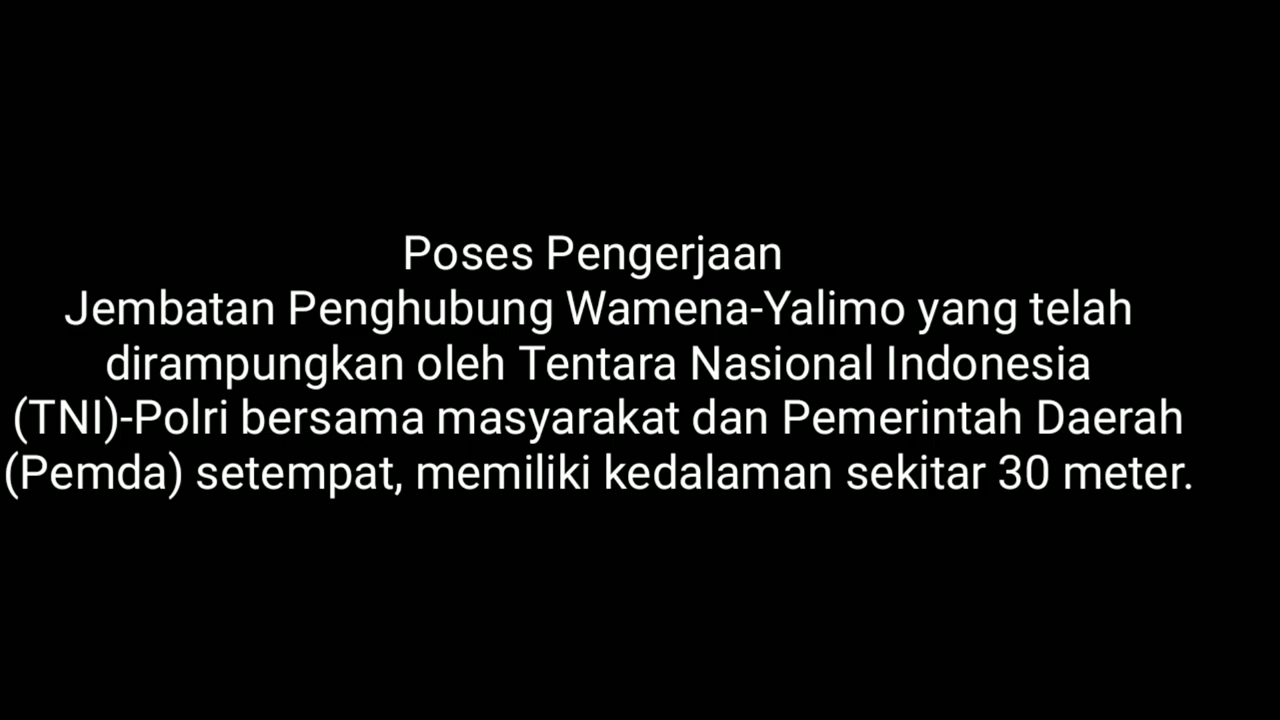 Poses Pengerjaan
Jembatan Penghubung Wamena-Yalimo yang telah
dirampungkan oleh Tentara Nasional Indonesia
(TNI)-Polri bersama masyarakat dan Pemerintah Daerah
(Pemda) setempat, memiliki kedalaman sekitar 30 meter.